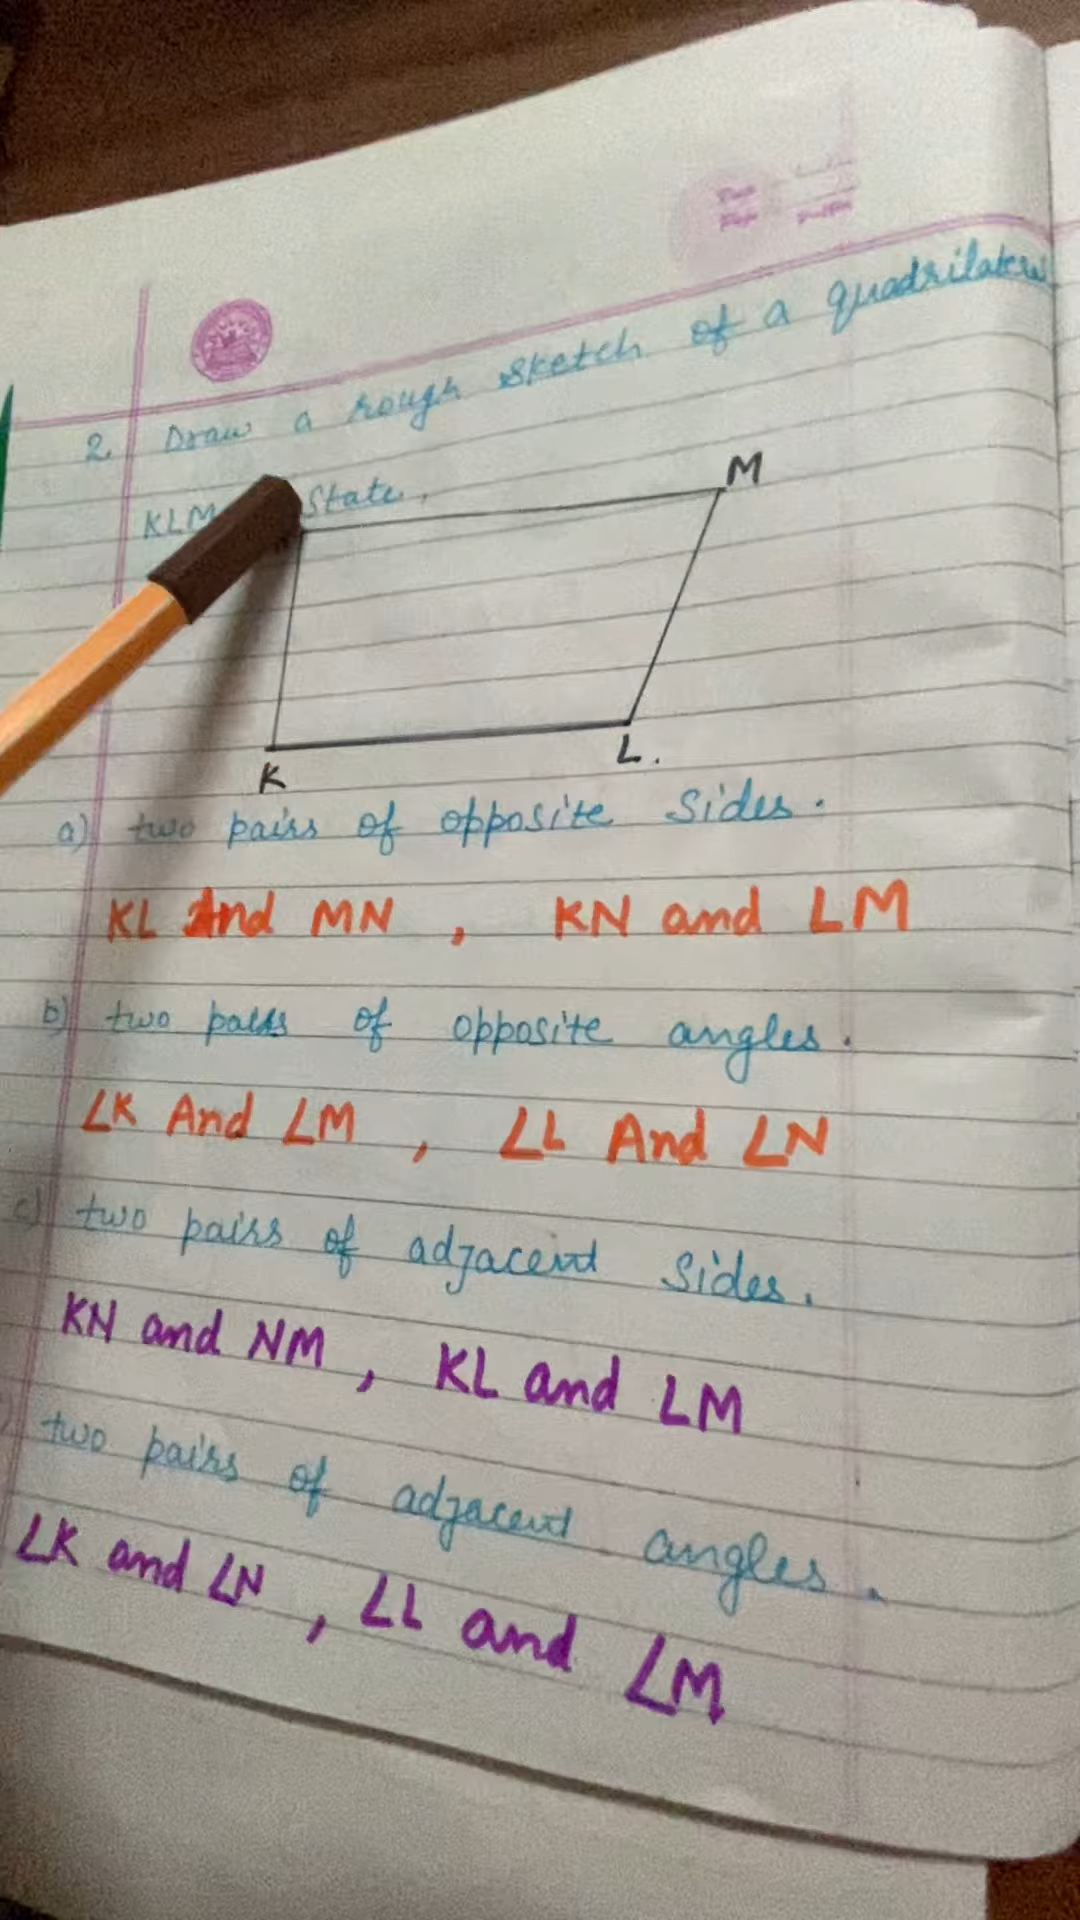 2. Draw a rough sketch of a quadrilateral
KLM State,
M
K
L.
a) two pairs of opposite Sides.
KL And MN , KN and LM
b) two pairs of opposite angles.
∠K And ∠M , ∠L And ∠N
c) two pairs of adjacent Sides.
KN and NM , KL and LM
) two pairs of adjacent angles.
∠K and ∠N , ∠L and ∠M